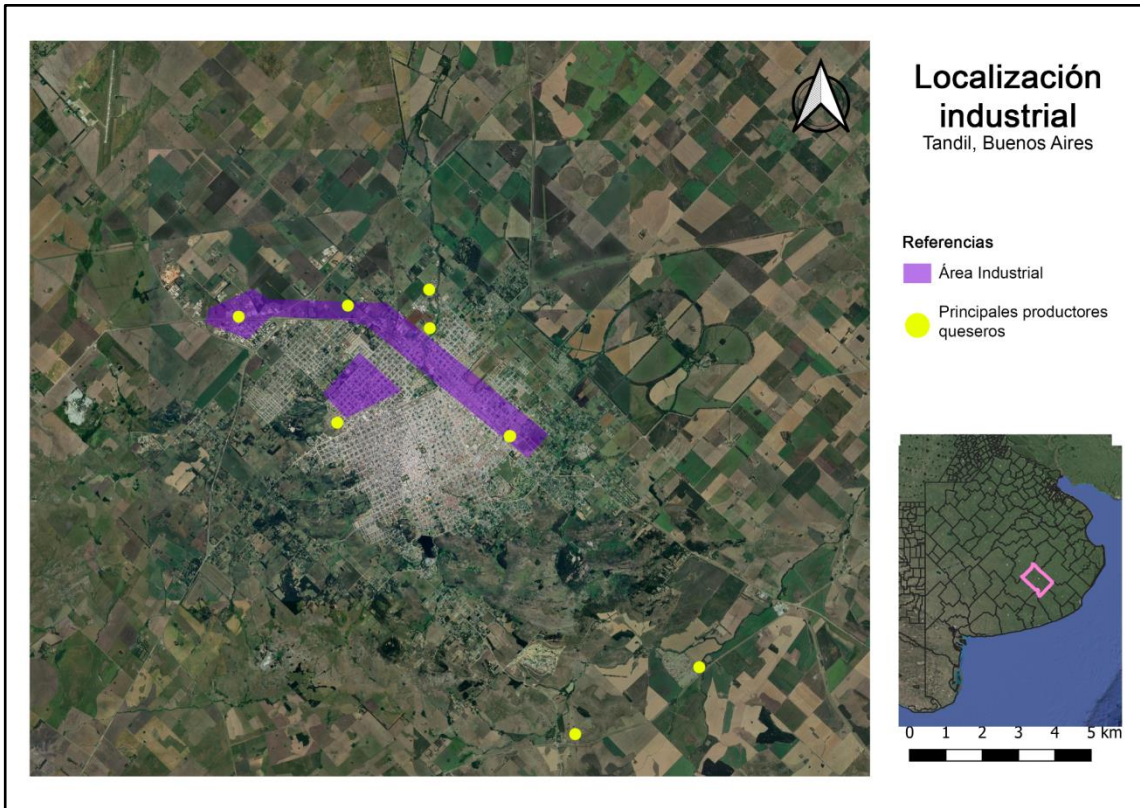 Localización
industrial
Tandil, Buenos Aires
Referencias
Área Industrial
Principales productores
queseros
0 1 2 3 4 5 km